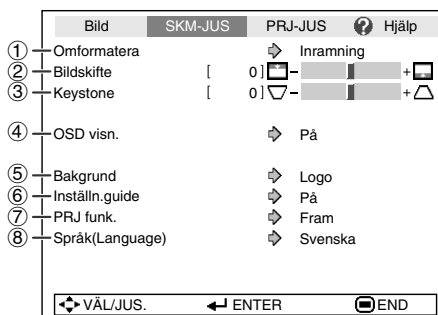 Bild SKM-JUS PRJ-JUS ? Hjälp
① Omformatera Inramning
② Bildskifte [ 0] - +
③ Keystone [ 0] - +
④ OSD visn. På
⑤ Bakgrund Logo
⑥ Inställn.guide På
⑦ PRJ funk. Fram
⑧ Språk(Language) Svenska
VÄL/JUS. ENTER END